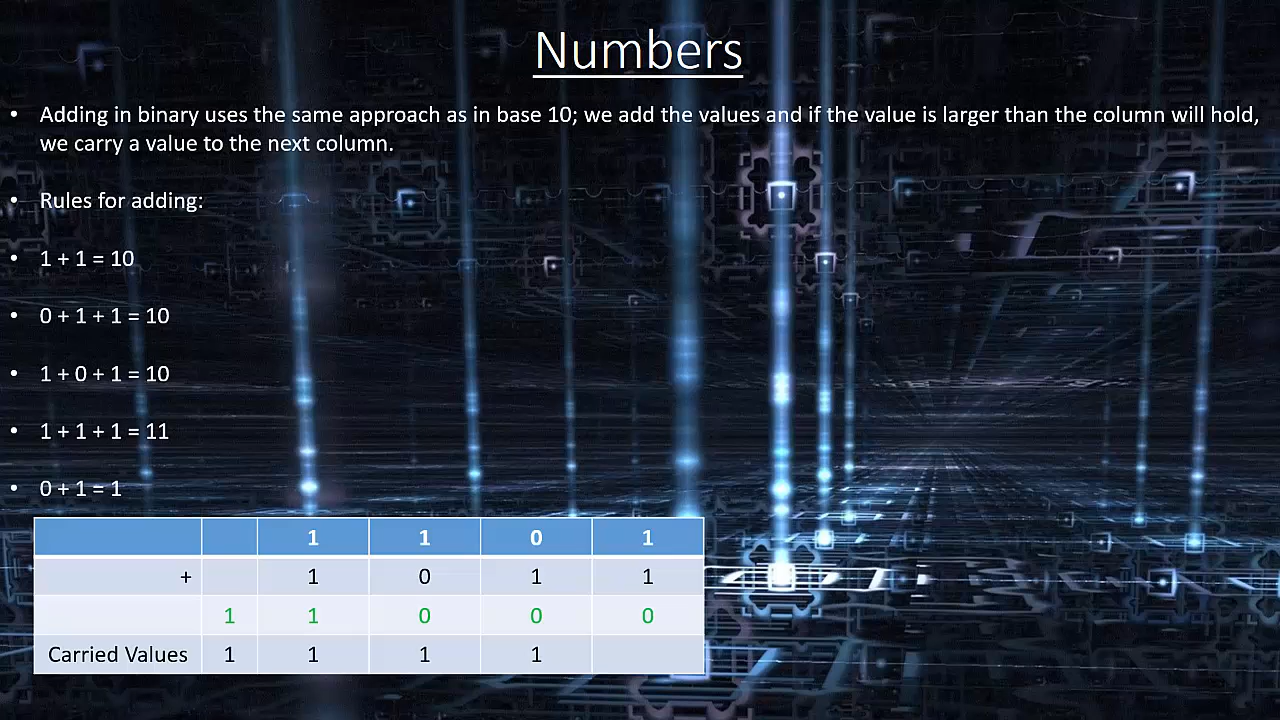 Numbers
• Adding in binary uses the same approach as in base 10; we add the values and if the value is larger than the column will hold,
we carry a value to the next column.
• Rules for adding:
• 1 + 1 = 10
• 0 + 1 + 1 = 10
• 1 + 0 + 1 = 10
• 1 + 1 + 1 = 11
• 0 + 1 = 1
1 1 0 1
+ 1 0 1 1
1 1 0 0 0
Carried Values 1 1 1 1